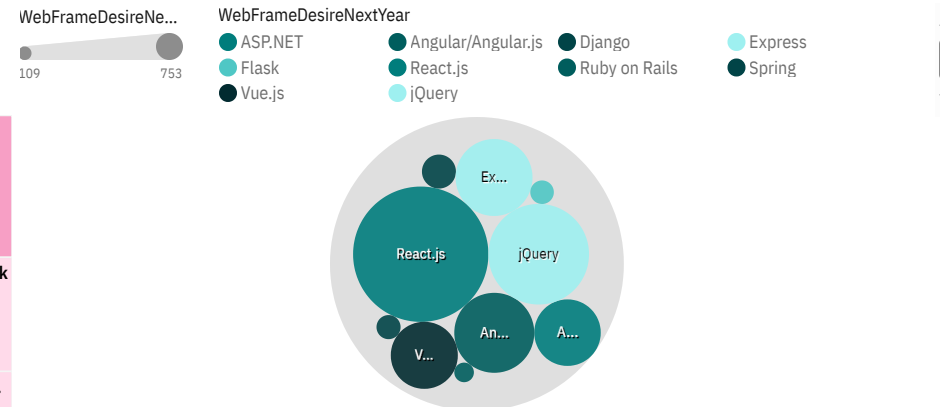 WebFrameDesireNe...
109 753
WebFrameDesireNextYear
ASP.NET Angular/Angular.js Django Express
Flask React.js Ruby on Rails Spring
Vue.js jQuery
Ex...
React.js jQuery
k
An... A...
V...